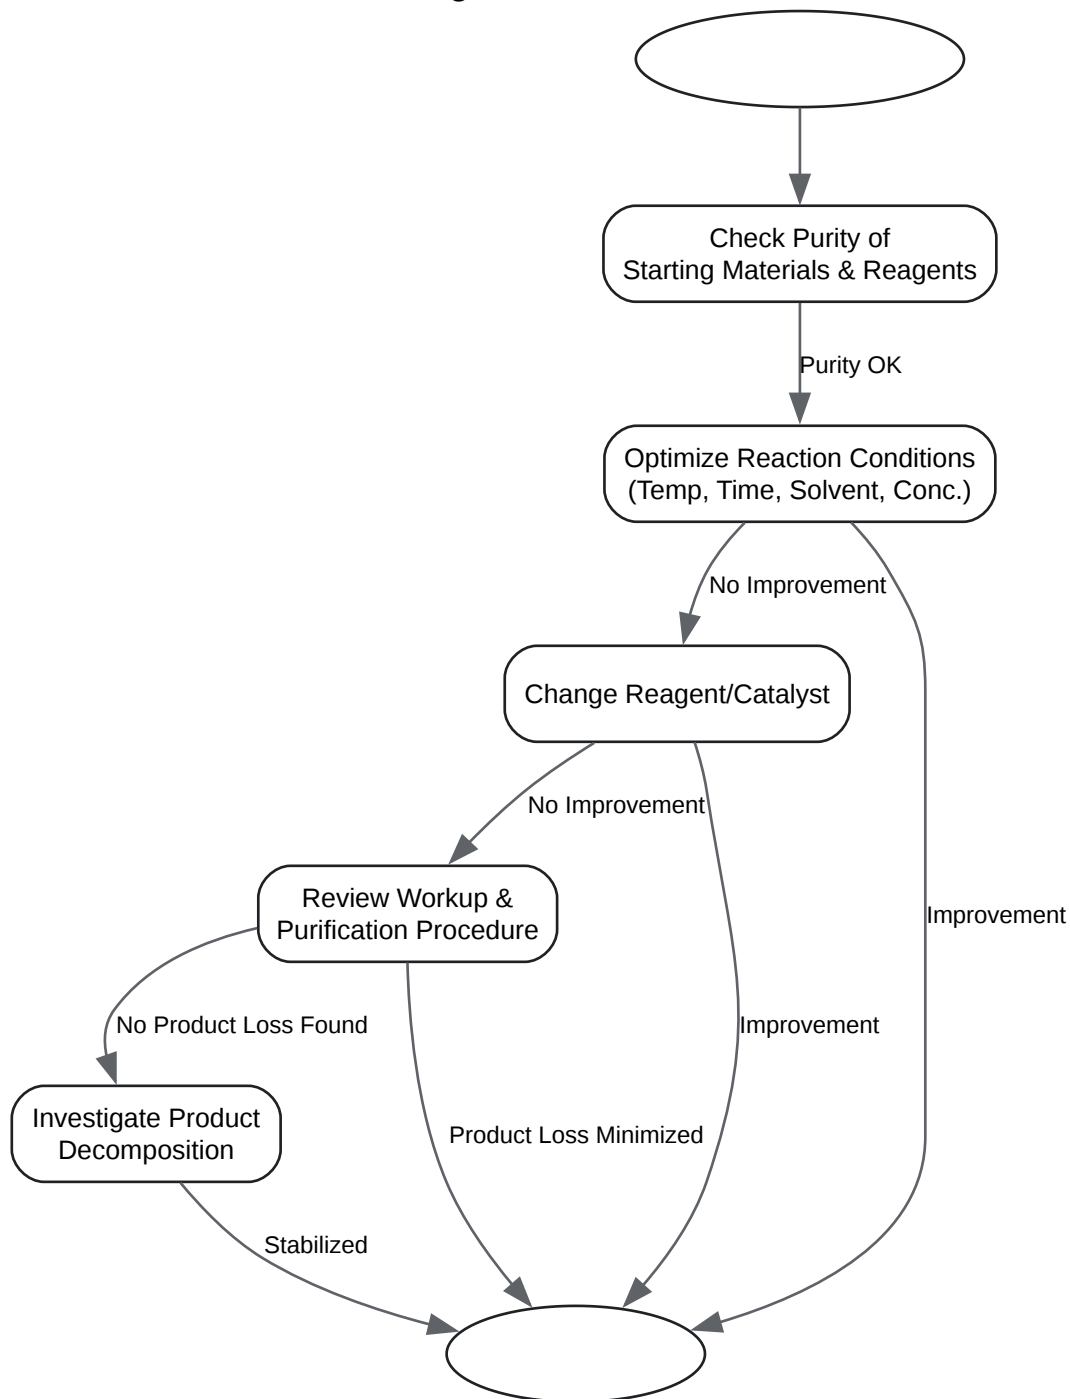 Check Purity of
Starting Materials & Reagents
Purity OK
Optimize Reaction Conditions
(Temp, Time, Solvent, Conc.)
No Improvement
Change Reagent/Catalyst
No Improvement
Review Workup &
Purification Procedure
Improvement
No Product Loss Found
Improvement
Investigate Product
Decomposition
Product Loss Minimized
Stabilized